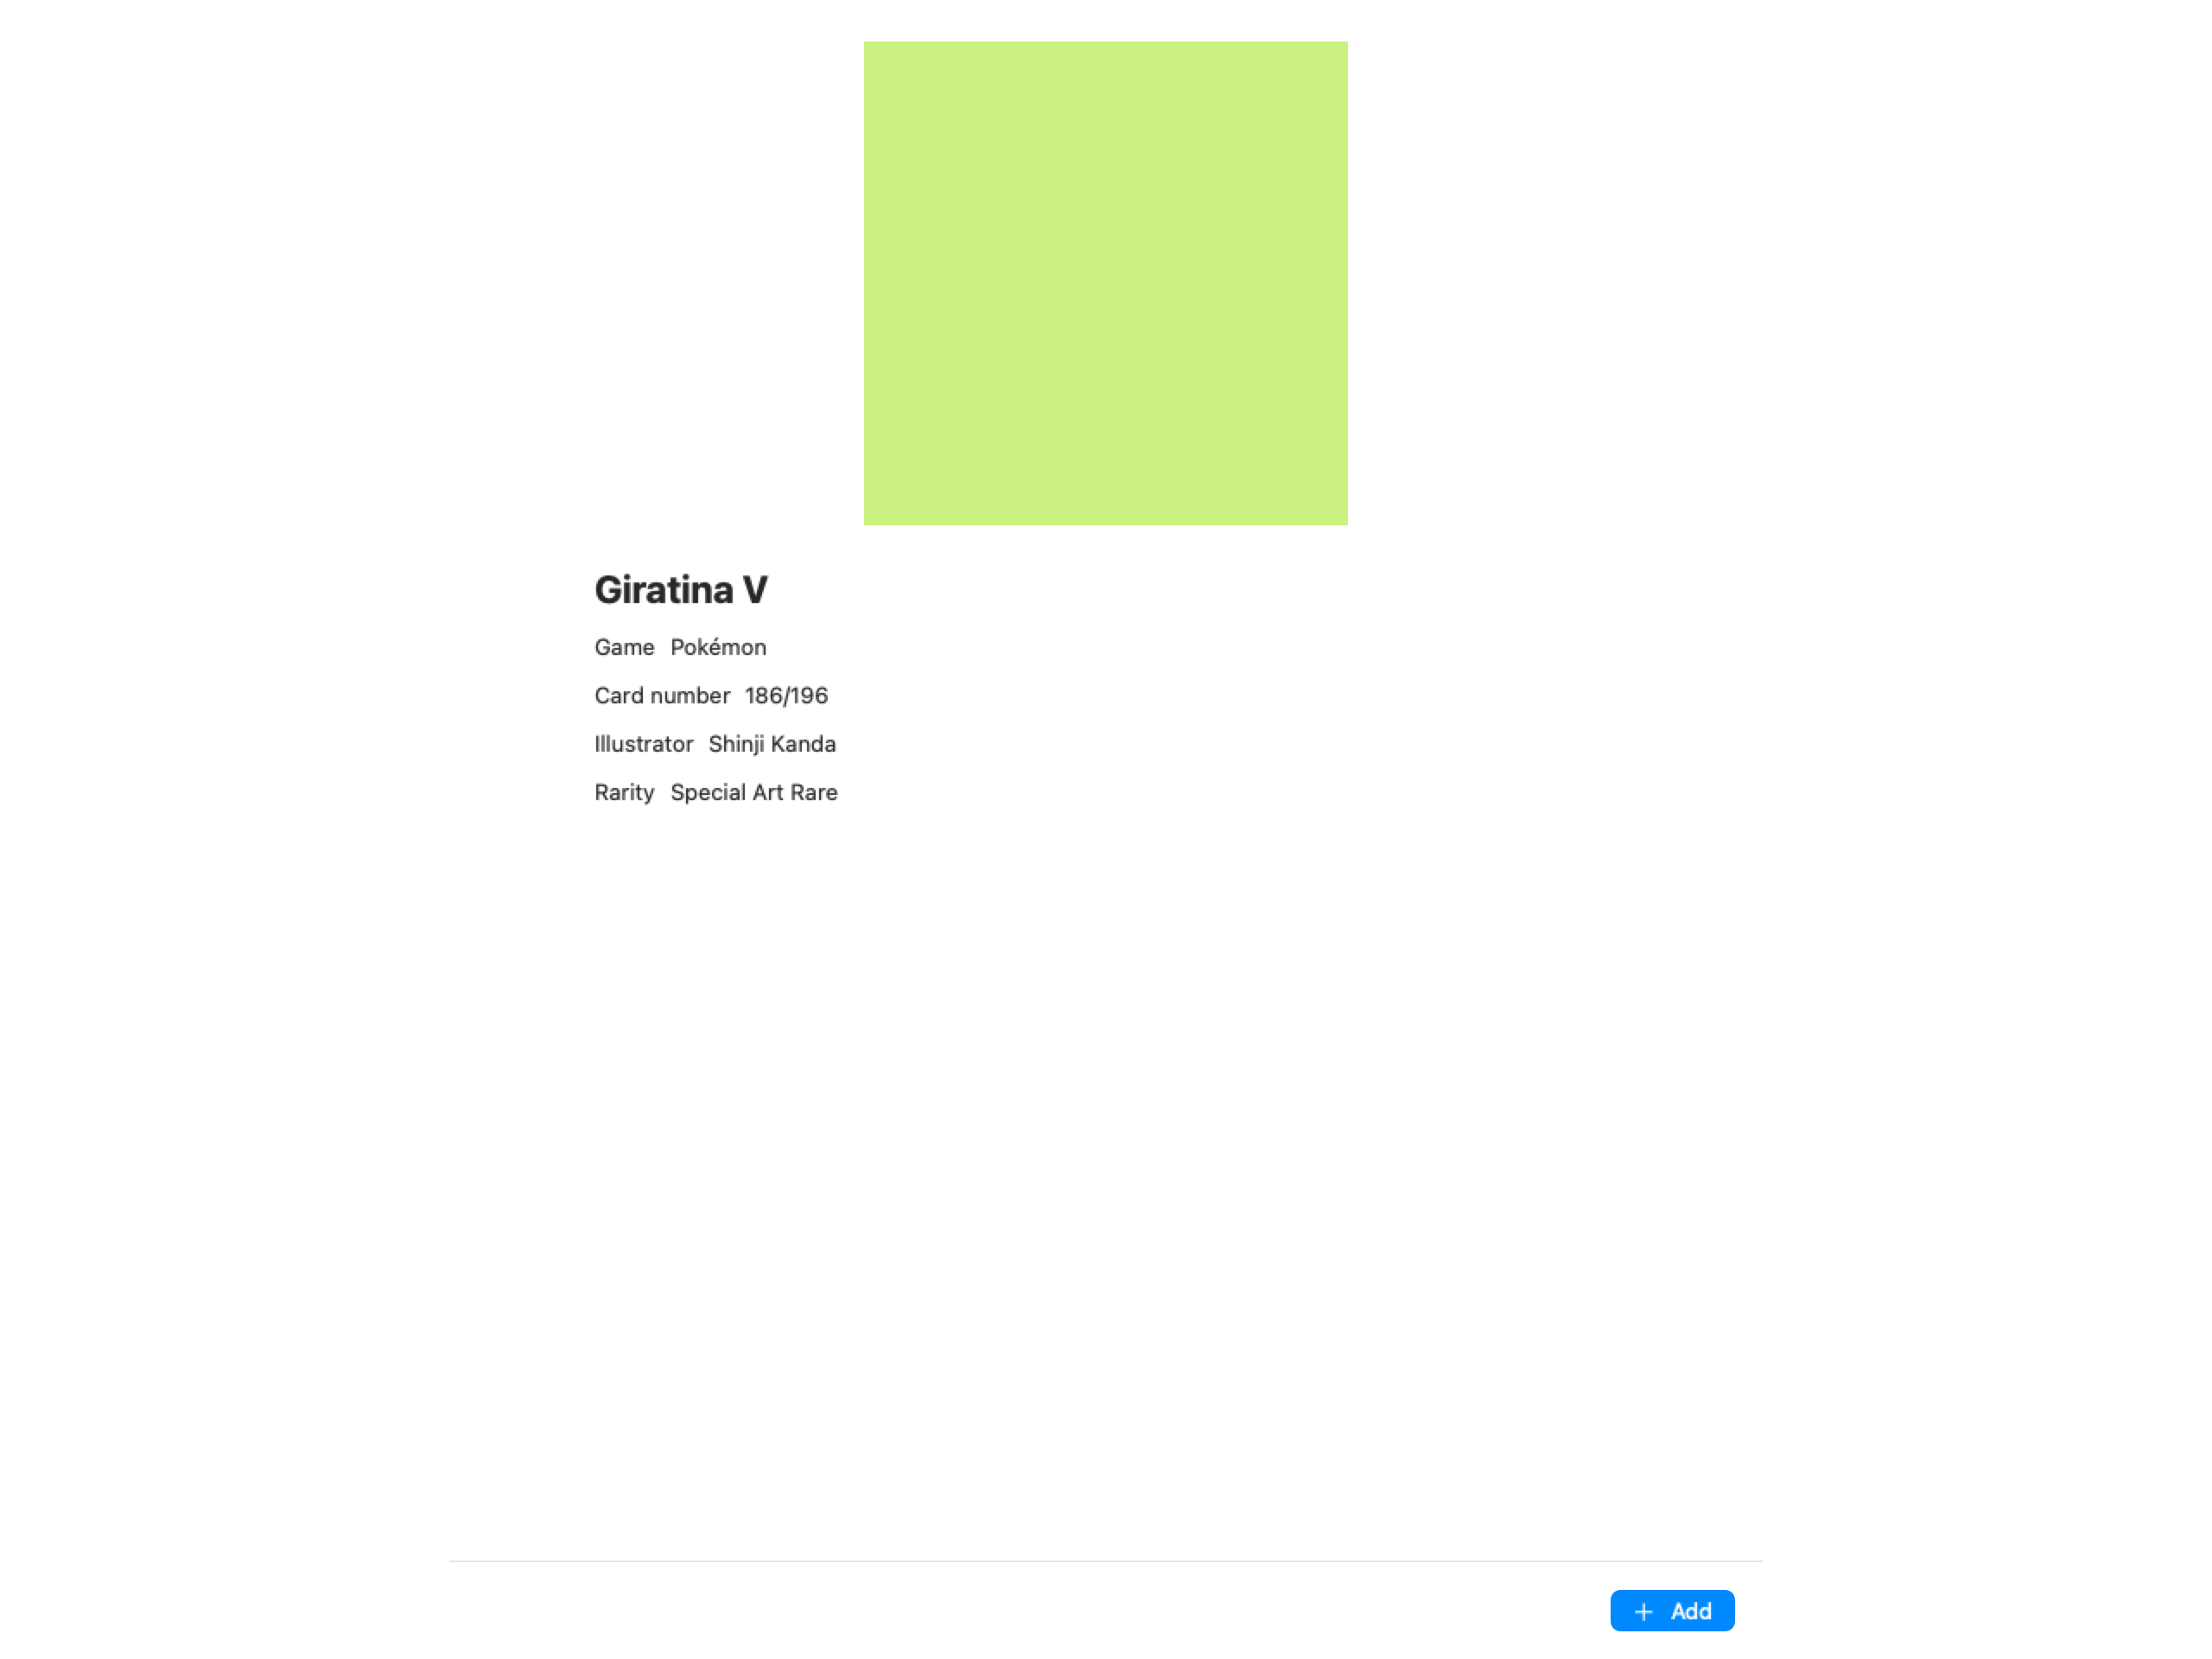 Giratina V
Game Pokémon
Card number 186/196
Illustrator Shinji Kanda
Rarity Special Art Rare
Add